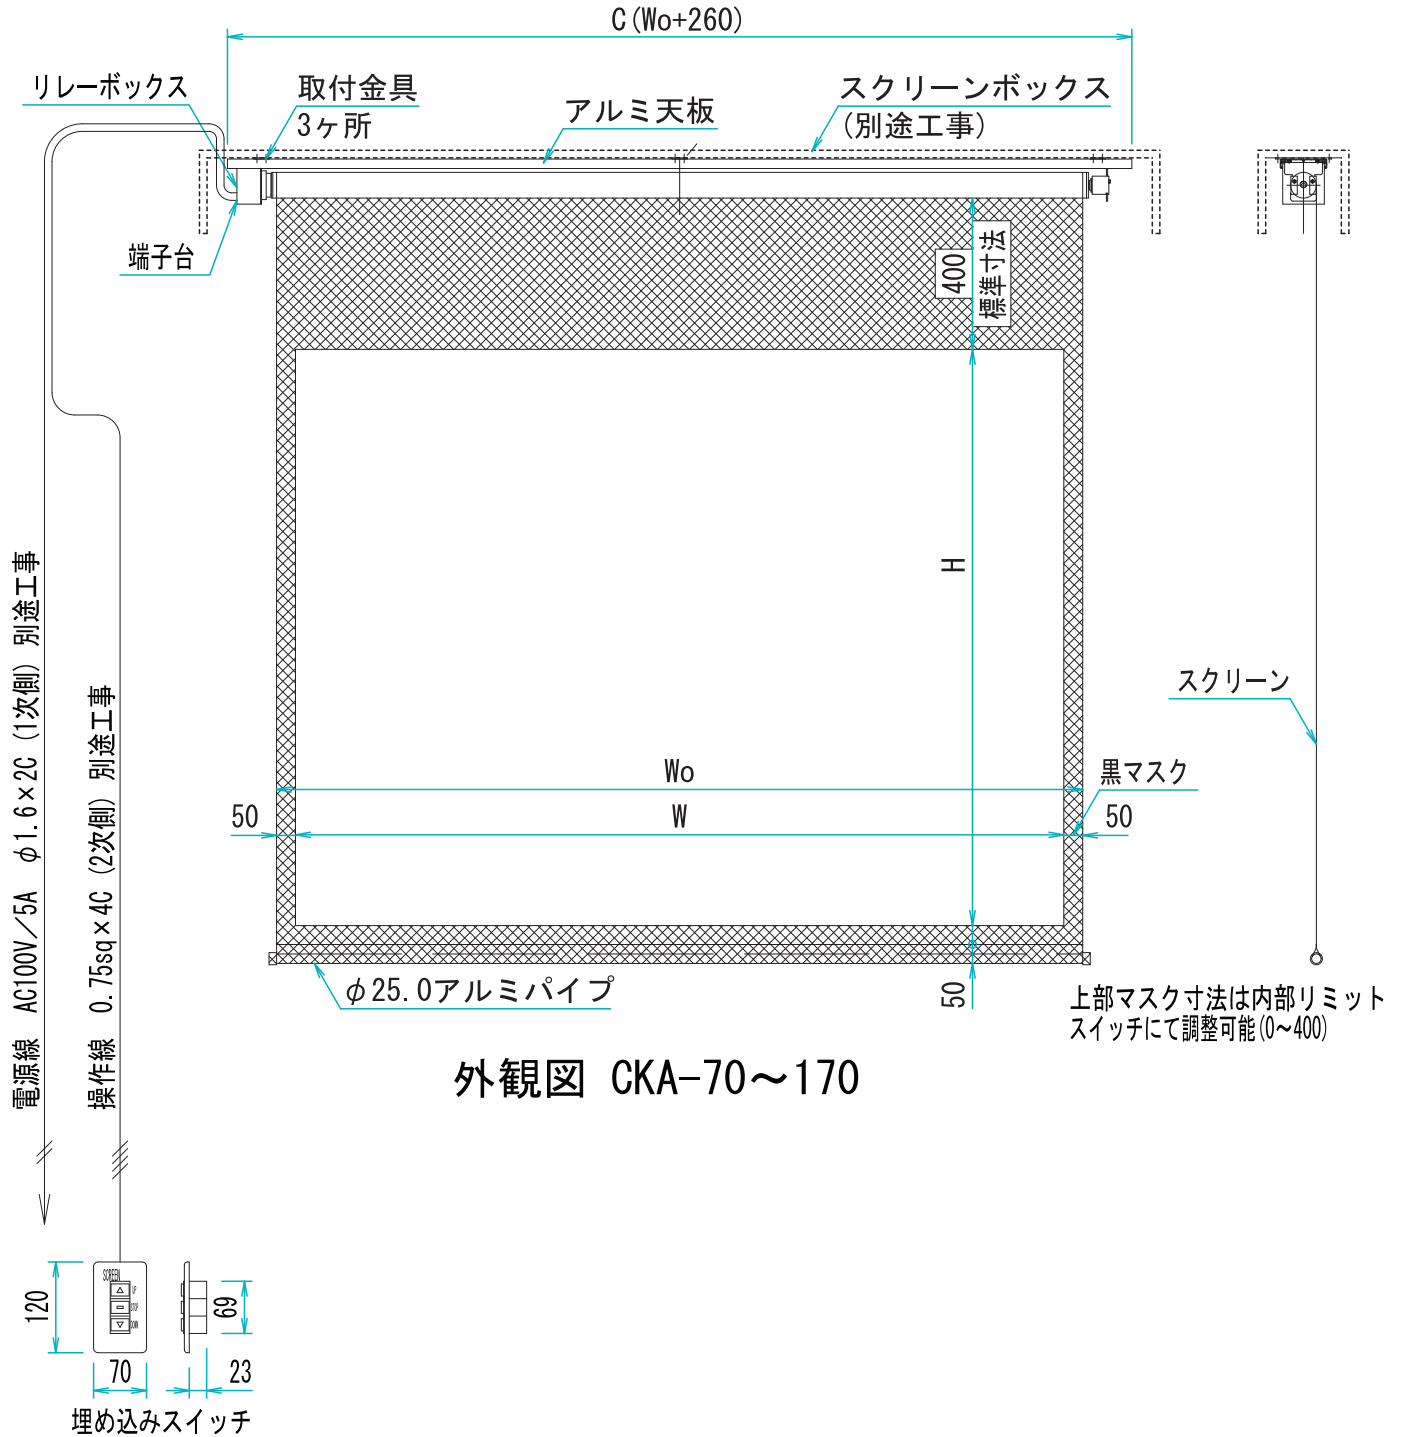 C(Wo+260)
リレーボックス
取付金具
3ヶ所
アルミ天板
スクリーンボックス
(別途工事)
端子台
400
標準寸法
H
電源線 AC100V／5A φ1.6×2C (1次側) 別途工事
操作線 0.75sq×4C (2次側) 別途工事
スクリーン
Wo
黒マスク
50
W
50
φ25.0アルミパイプ
50
上部マスク寸法は内部リミット
スイッチにて調整可能(0〜400)
外観図 CKA-70〜170
SCREEN
UP
STOP
DOWN
120
69
70
23
埋め込みスイッチ